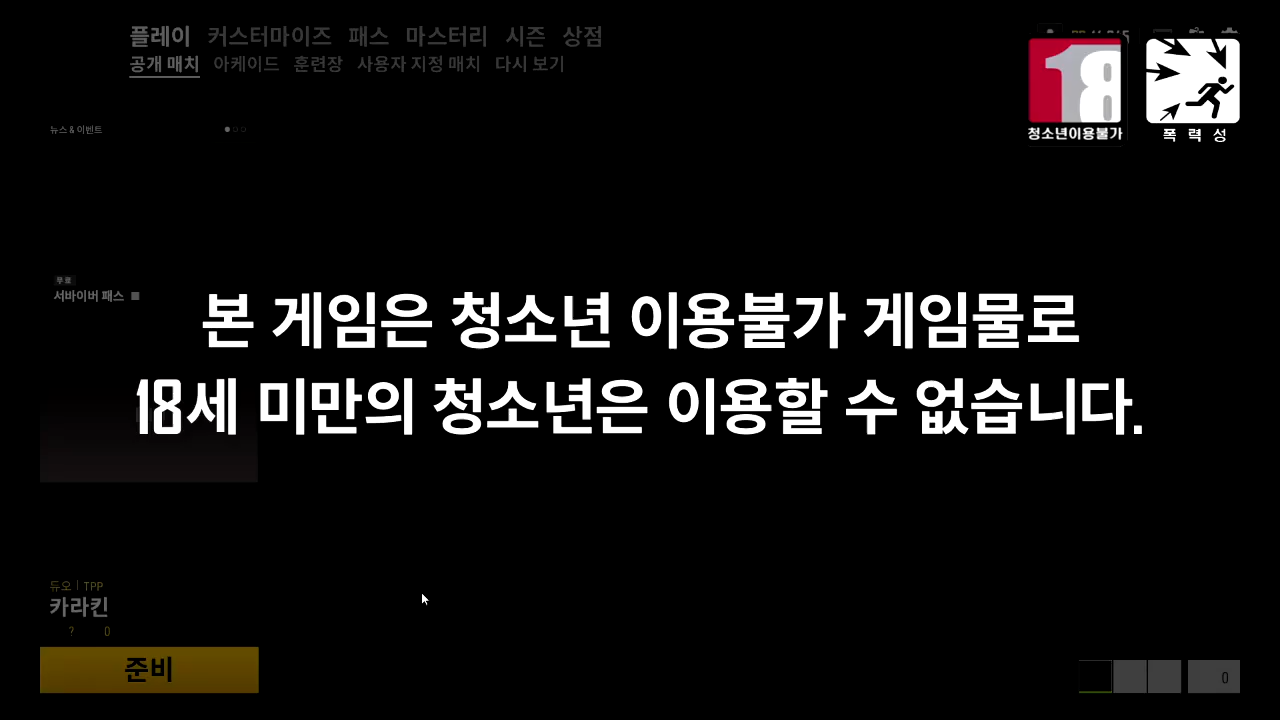 플레이 커스터마이즈 패스 마스터리 시즌 상점
공개 매치 아케이드 훈련장 사용자 지정 매치 다시 보기
18
청소년이용불가
폭력성
뉴스 & 이벤트
무료
서바이버 패스
본 게임은 청소년 이용불가 게임물로
18세 미만의 청소년은 이용할 수 없습니다.
듀오 | TPP
카라킨
? 0
준비
0